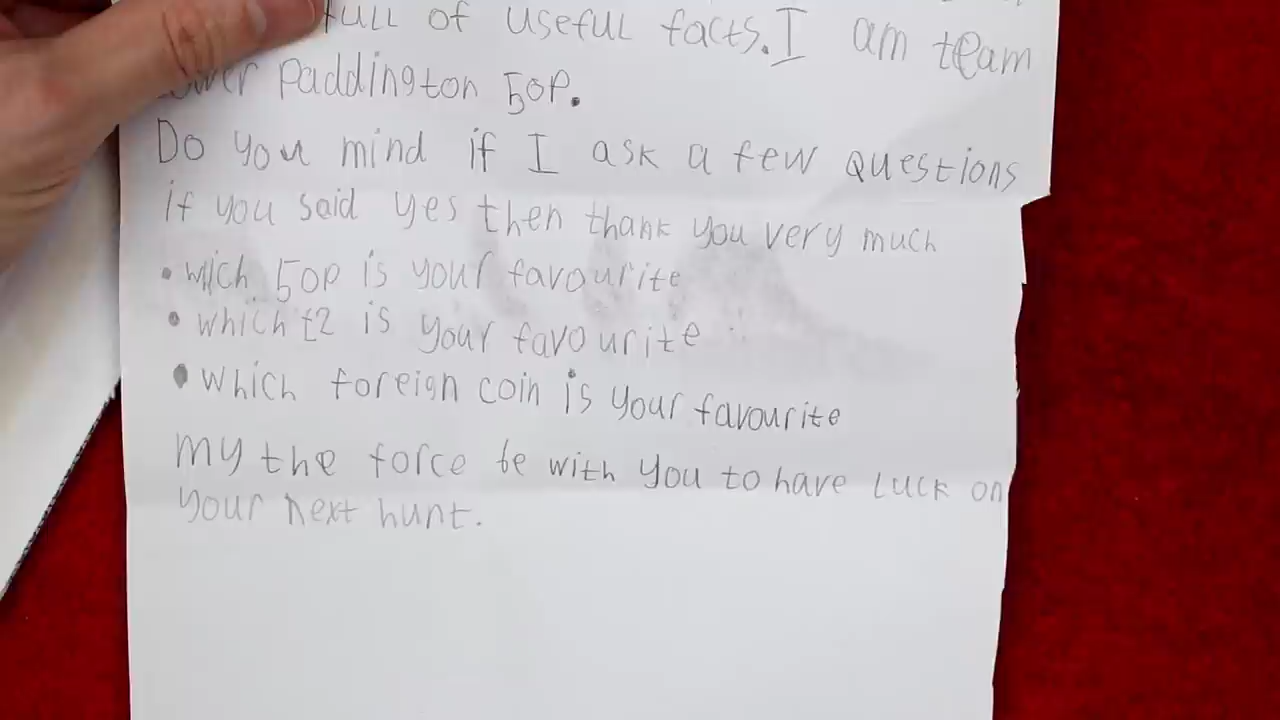 full of useful facts. I am team
Tower Paddington 50P.
Do you mind if I ask a few questions
if you said yes then thank you very much
• wich 50p is your favourite
• which £2 is your favourite
• which foreign coin is your favourite
my the force be with you to have luck on
your next hunt.